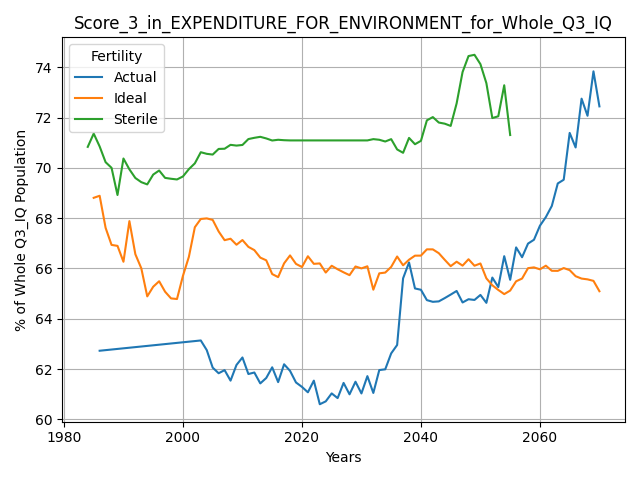 Score_3_in_EXPENDITURE_FOR_ENVIRONMENT_for_Whole_Q3_IQ
Fertility
Actual
Ideal
Sterile
% of Whole Q3_IQ Population
74
72
70
68
66
64
62
60
1980
2000
2020
2040
2060
Years